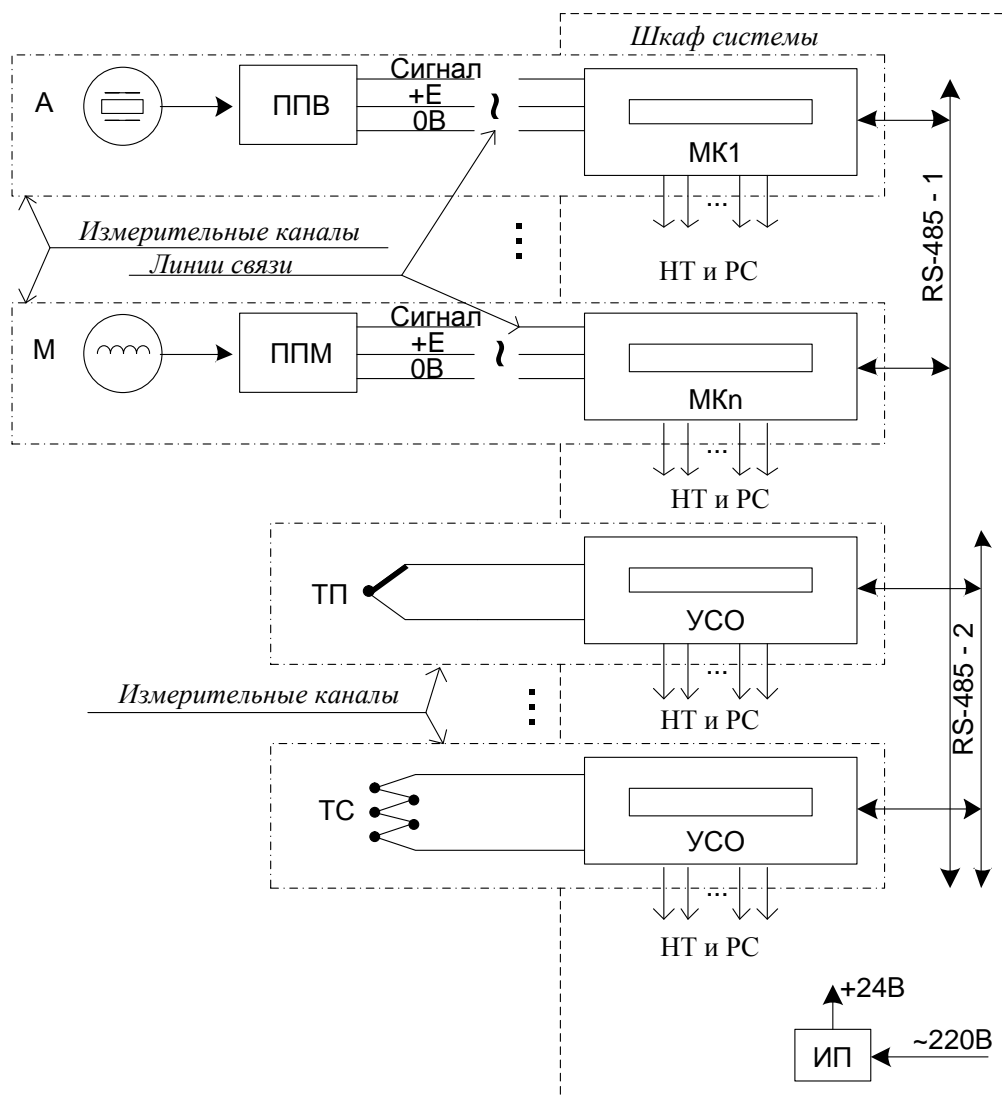 Шкаф системы
А
ППВ
Сигнал
+E
0В
~
МК1
...
НТ и РС
Измерительные каналы
Линии связи
RS-485 - 1
М
ППМ
Сигнал
+E
0В
~
МКn
...
НТ и РС
ТП
УСО
...
НТ и РС
Измерительные каналы
RS-485 - 2
ТС
УСО
...
НТ и РС
+24В
ИП
~220В